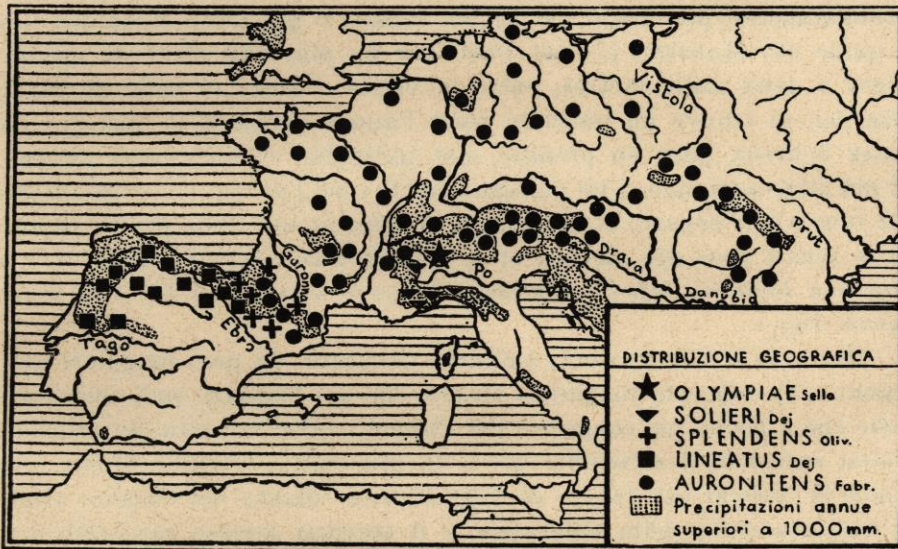 Vistola
Garonna
Drava
Prut
Po
Danubio
Ebro
Tago
DISTRIBUZIONE GEOGRAFICA
OLYMPIAE Sella
SOLIERI Dej
SPLENDENS Oliv.
LINEATUS Dej
AURONITENS Fabr.
Precipitazioni annue
superiori a 1000 mm.